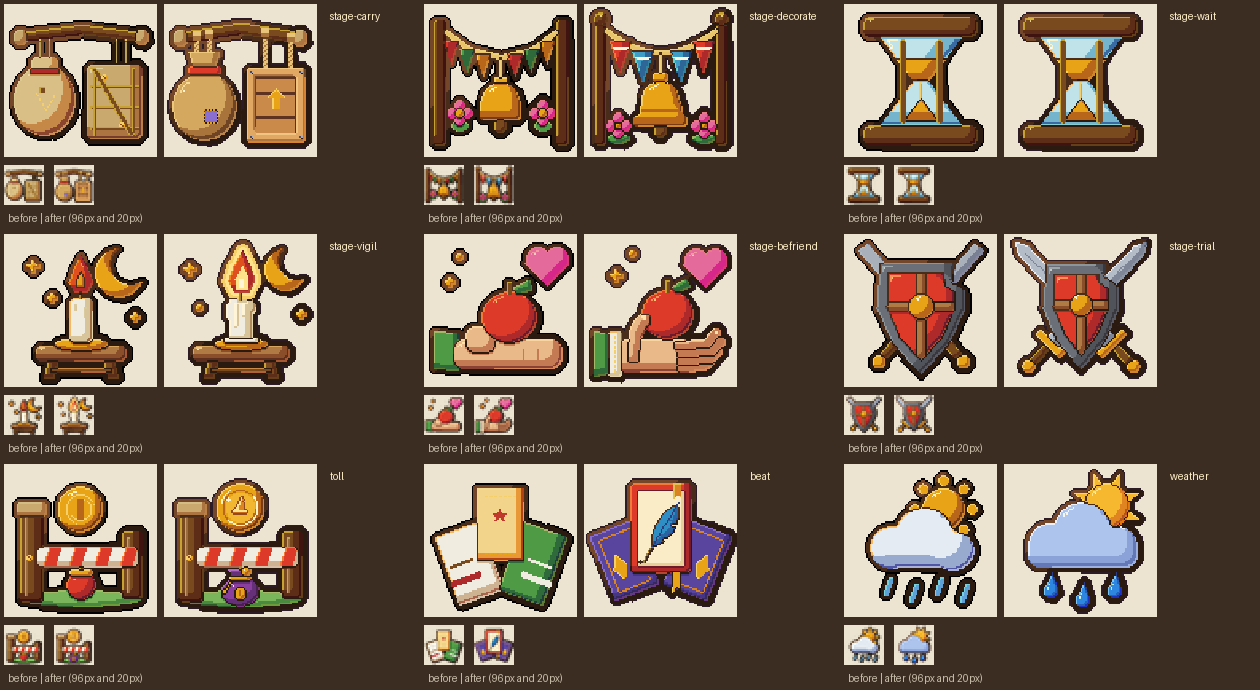 stage-carry
before | after (96px and 20px)
stage-decorate
before | after (96px and 20px)
stage-wait
before | after (96px and 20px)
stage-vigil
before | after (96px and 20px)
stage-befriend
before | after (96px and 20px)
stage-trial
before | after (96px and 20px)
toll
before | after (96px and 20px)
beat
before | after (96px and 20px)
weather
before | after (96px and 20px)